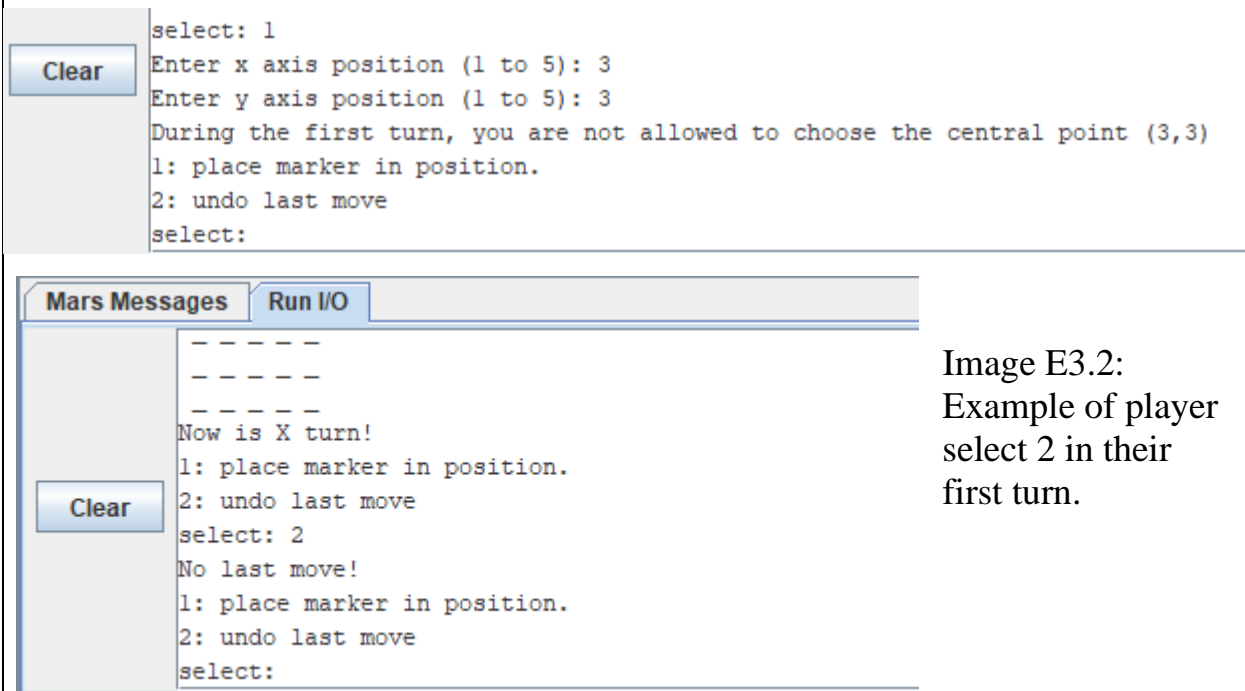 select: 1
Clear
Enter x axis position (1 to 5): 3
Enter y axis position (1 to 5): 3
During the first turn, you are not allowed to choose the central point (3,3)
1: place marker in position.
2: undo last move
select:
Mars Messages
Run I/O
_ _ _ _ _
_ _ _ _ _
_ _ _ _ _
Now is X turn!
1: place marker in position.
2: undo last move
Clear
select: 2
No last move!
1: place marker in position.
2: undo last move
select:
Image E3.2:
Example of player
select 2 in their
first turn.